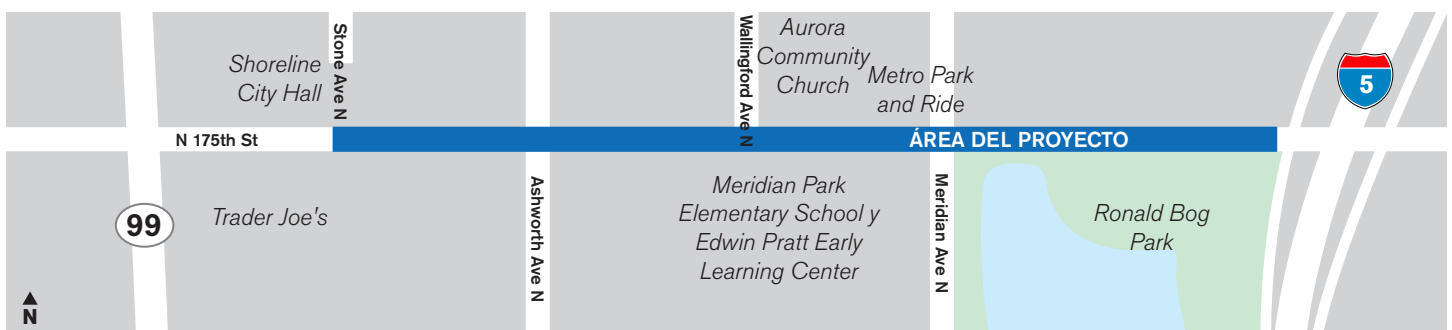 Stone Ave N
Wallingford Ave N
Aurora
Community
Church
Shoreline
City Hall
Metro Park
and Ride
5
N 175th St
ÁREA DEL PROYECTO
99
Trader Joe's
Ashworth Ave N
Meridian Park
Elementary School y
Edwin Pratt Early
Learning Center
Meridian Ave N
Ronald Bog
Park
N